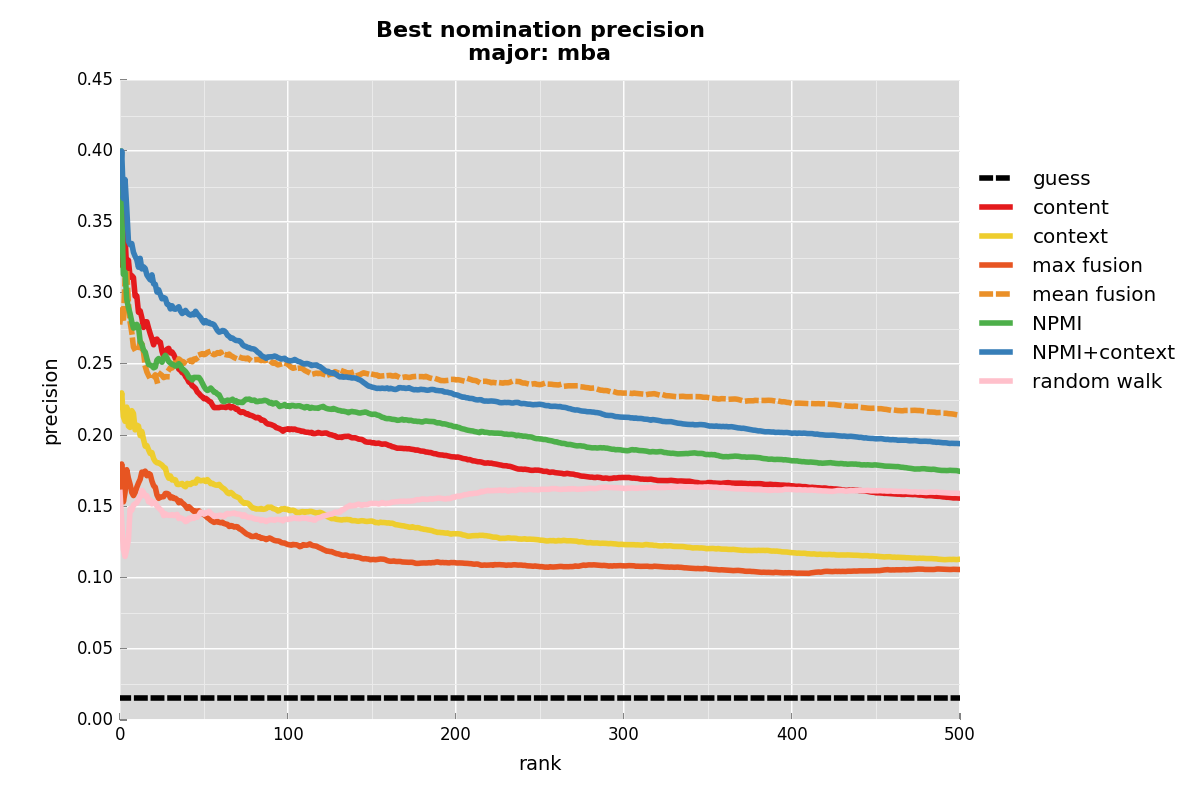 Best nomination precision
major: mba
0.45
0.40
0.35
0.30
0.25
0.20
0.15
0.10
0.05
0.00
precision
0 100 200 300 400 500
rank
guess
content
context
max fusion
mean fusion
NPMI
NPMI+context
random walk